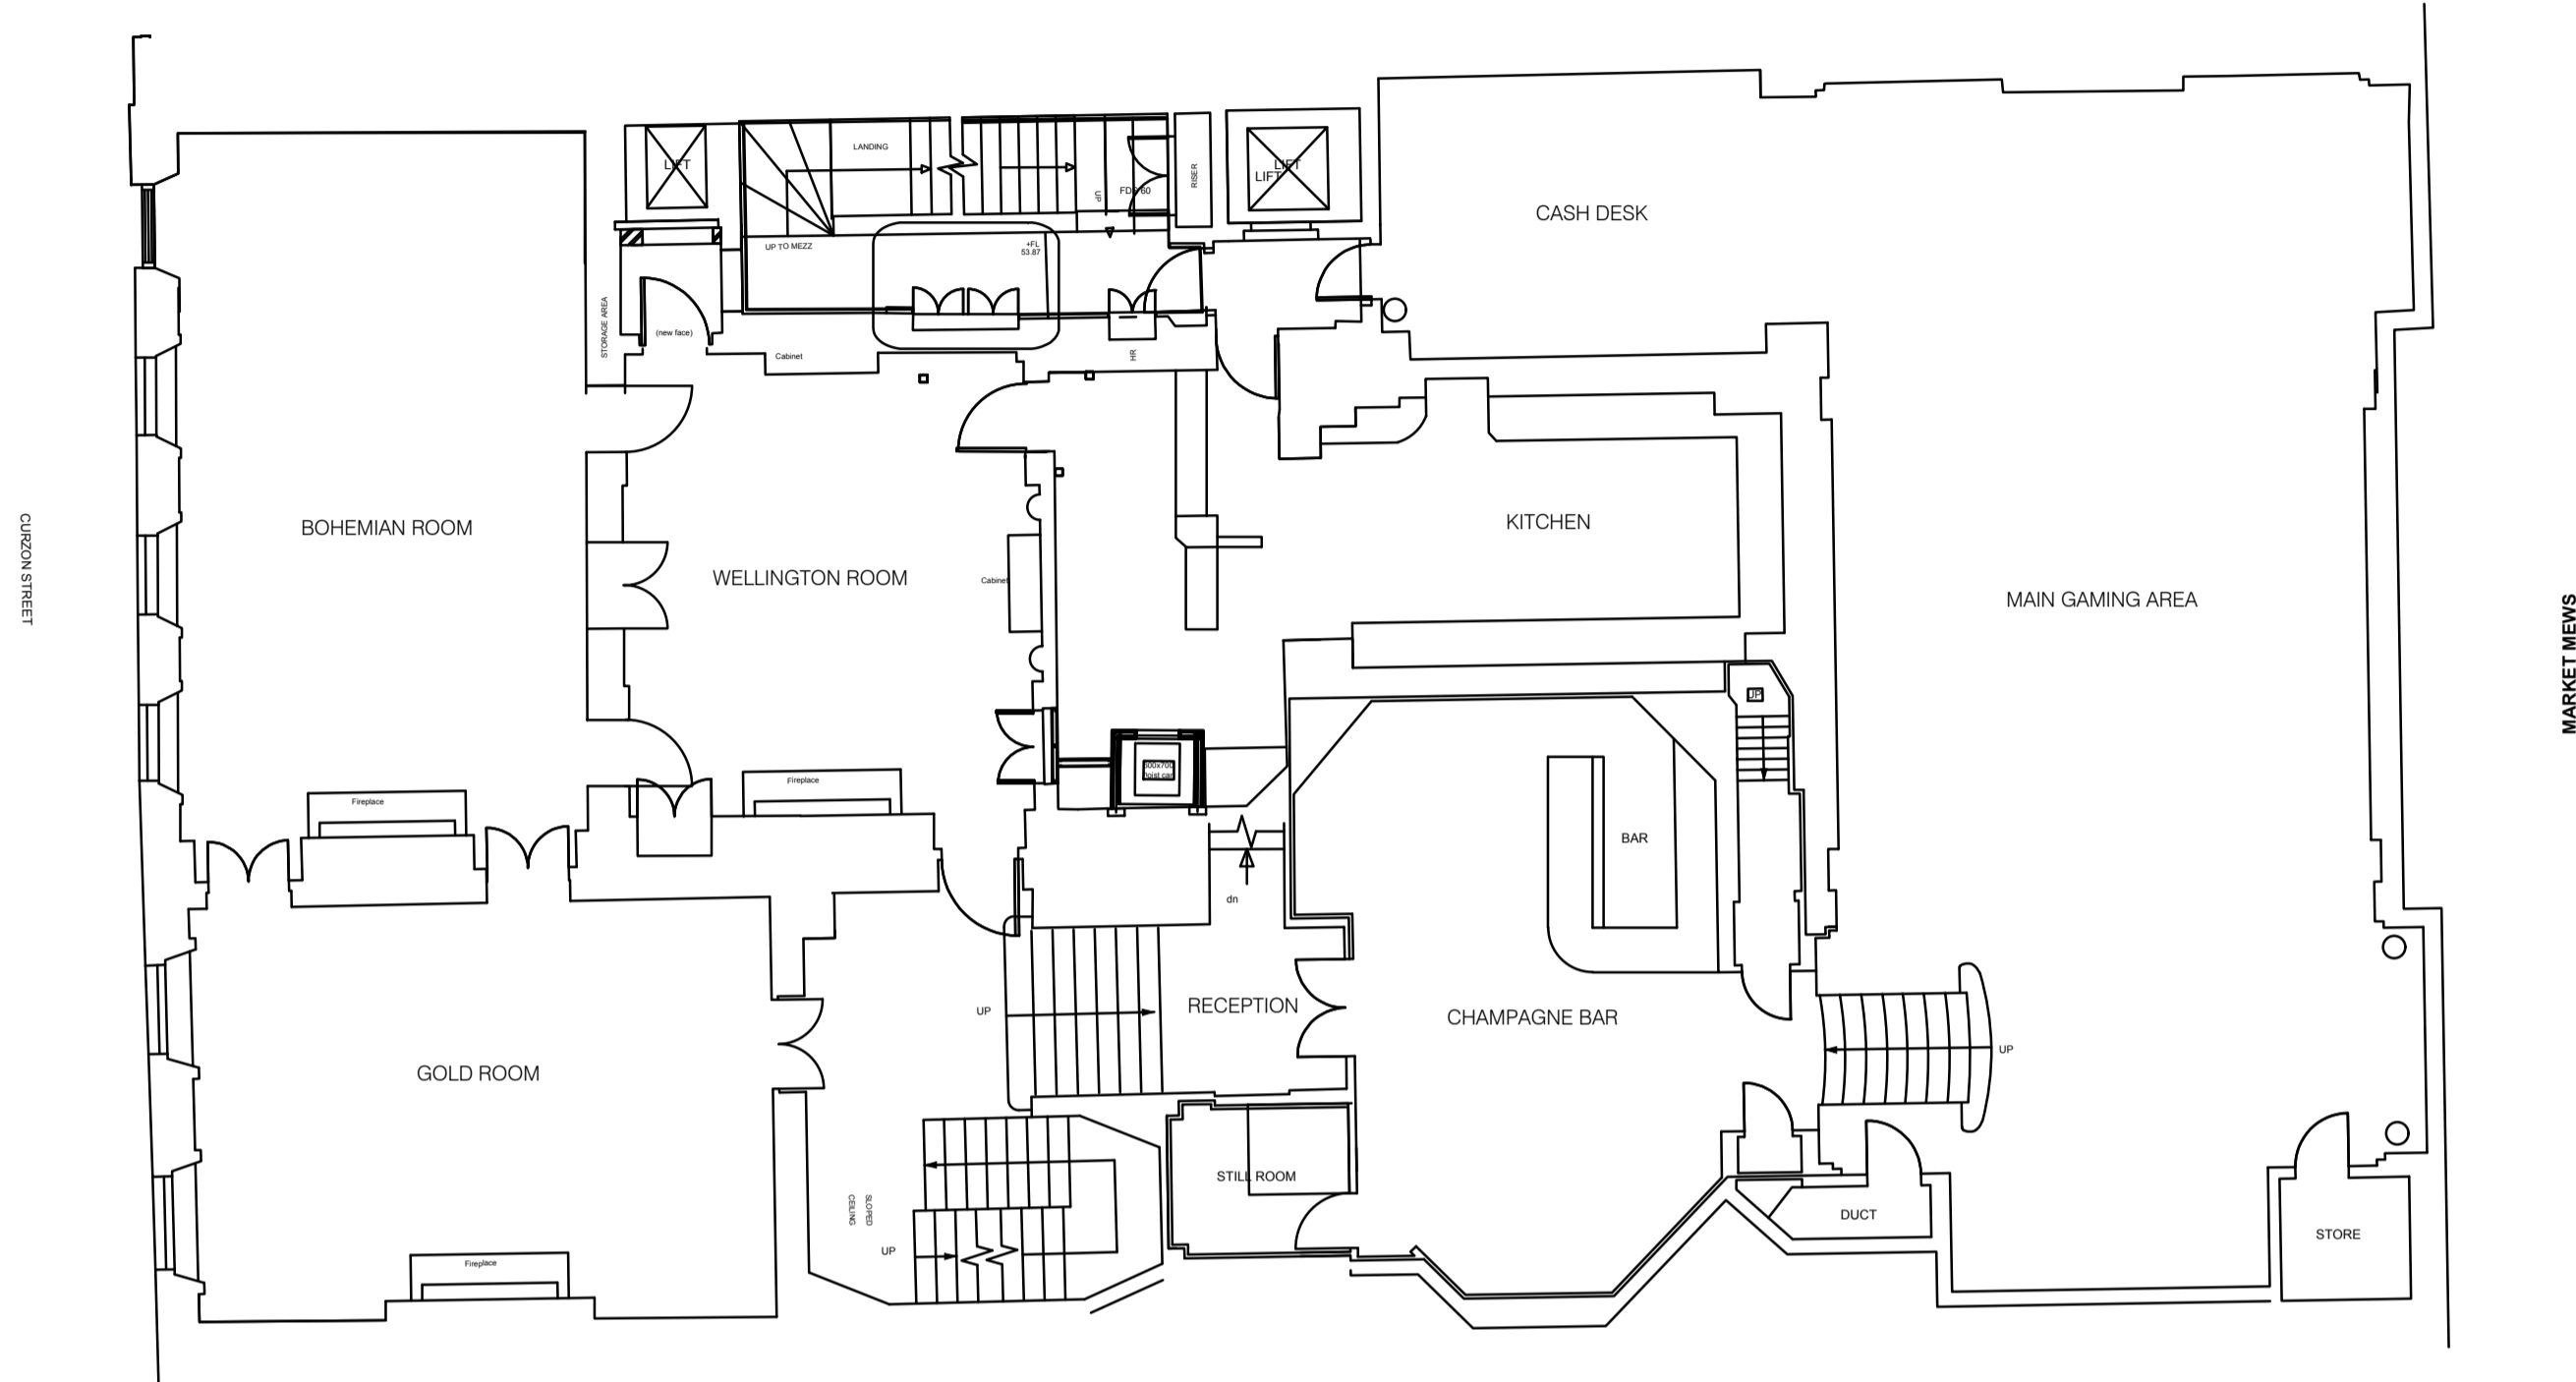 LANDING
LIFT
RISER
LIFT
LIFT
UP
FDS 60
CASH DESK
UP TO MEZZ
+FL
53.87
STORAGE AREA
(new face)
Cabinet
HR
CURZON STREET
BOHEMIAN ROOM
WELLINGTON ROOM
Cabinet
KITCHEN
MAIN GAMING AREA
MARKET MEWS
UP
Fireplace
Fireplace
BAR
dn
UP
RECEPTION
CHAMPAGNE BAR
UP
GOLD ROOM
STILL ROOM
SLOPED
CEILING
UP
DUCT
STORE
Fireplace